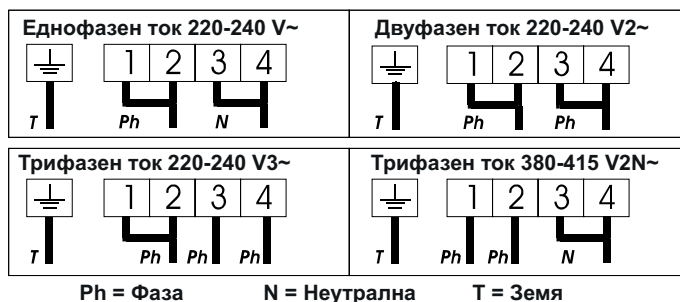 Еднофазен ток 220-240 V~
1 2 3 4
T Ph N
Двуфазен ток 220-240 V2~
1 2 3 4
T Ph Ph
Трифазен ток 220-240 V3~
1 2 3 4
T Ph Ph Ph
Трифазен ток 380-415 V2N~
1 2 3 4
T Ph Ph N
Ph = Фаза N = Неутрална T = Земя